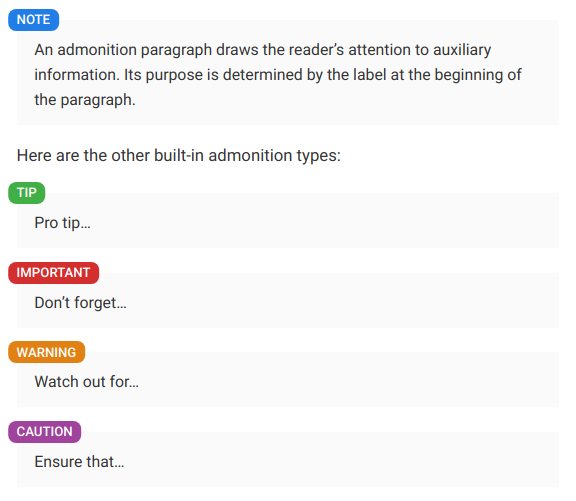 NOTE
An admonition paragraph draws the reader’s attention to auxiliary
information. Its purpose is determined by the label at the beginning of
the paragraph.
Here are the other built-in admonition types:
TIP
Pro tip…
IMPORTANT
Don’t forget…
WARNING
Watch out for…
CAUTION
Ensure that…